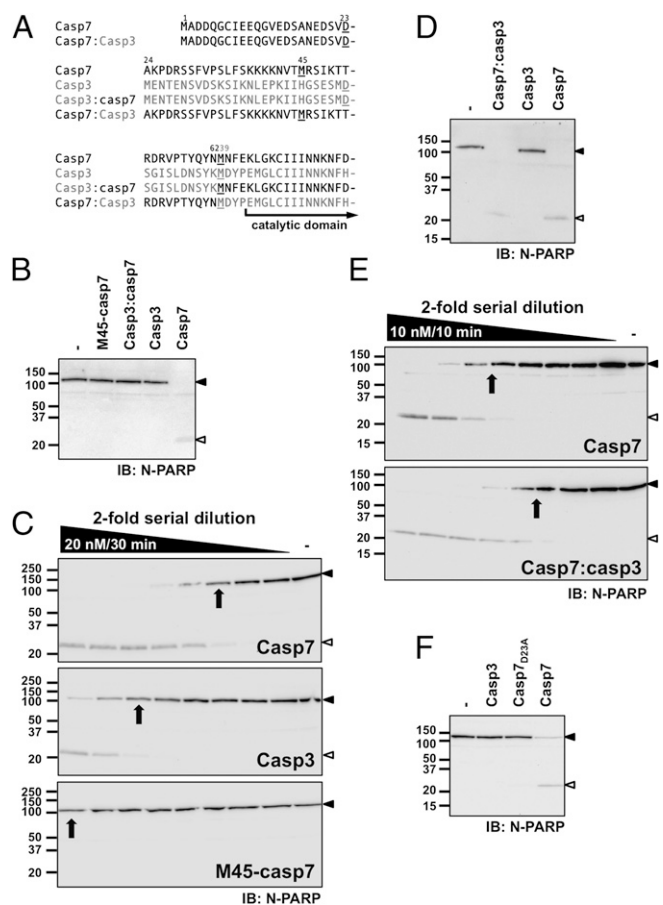 A
1 23
Casp7 MADDQGCIEEQGVEDSANEDSVD-
Casp7:Casp3 MADDQGCIEEQGVEDSANEDSVD-
24 45
Casp7 AKPDRSSFVPSLFSKKKKNVTMRSIKTT-
Casp3 MENTENSVDSKSIKNLEPKIIHGSESMD-
Casp3:casp7 MENTENSVDSKSIKNLEPKIIHGSESMD-
Casp7:Casp3 AKPDRSSFVPSLFSKKKKNVTMRSIKTT-
62 39
Casp7 RDRVPTYQYNMNFEKLGKCIIINNKNFD-
Casp3 SGISLDNSYKMDYPEMGLCIIINNKNFH-
Casp3:casp7 SGISLDNSYKMNFEKLGKCIIINNKNFD-
Casp7:Casp3 RDRVPTYQYNMDYPEMGLCIIINNKNFH-
catalytic domain
B
- M45-casp7 Casp3:casp7 Casp3 Casp7
150
100
50
37
20
IB: N-PARP
C
2-fold serial dilution
20 nM/30 min -
250
150
100
50
37
20
Casp7
250
150
100
50
37
20
Casp3
250
150
100
50
37
20
M45-casp7
IB: N-PARP
D
- Casp7:casp3 Casp3 Casp7
150
100
50
37
20
15
IB: N-PARP
E
2-fold serial dilution
10 nM/10 min -
150
100
50
37
20
15
Casp7
150
100
50
37
20
15
Casp7:casp3
IB: N-PARP
F
- Casp3 Casp7D23A Casp7
150
100
50
37
20
15
IB: N-PARP